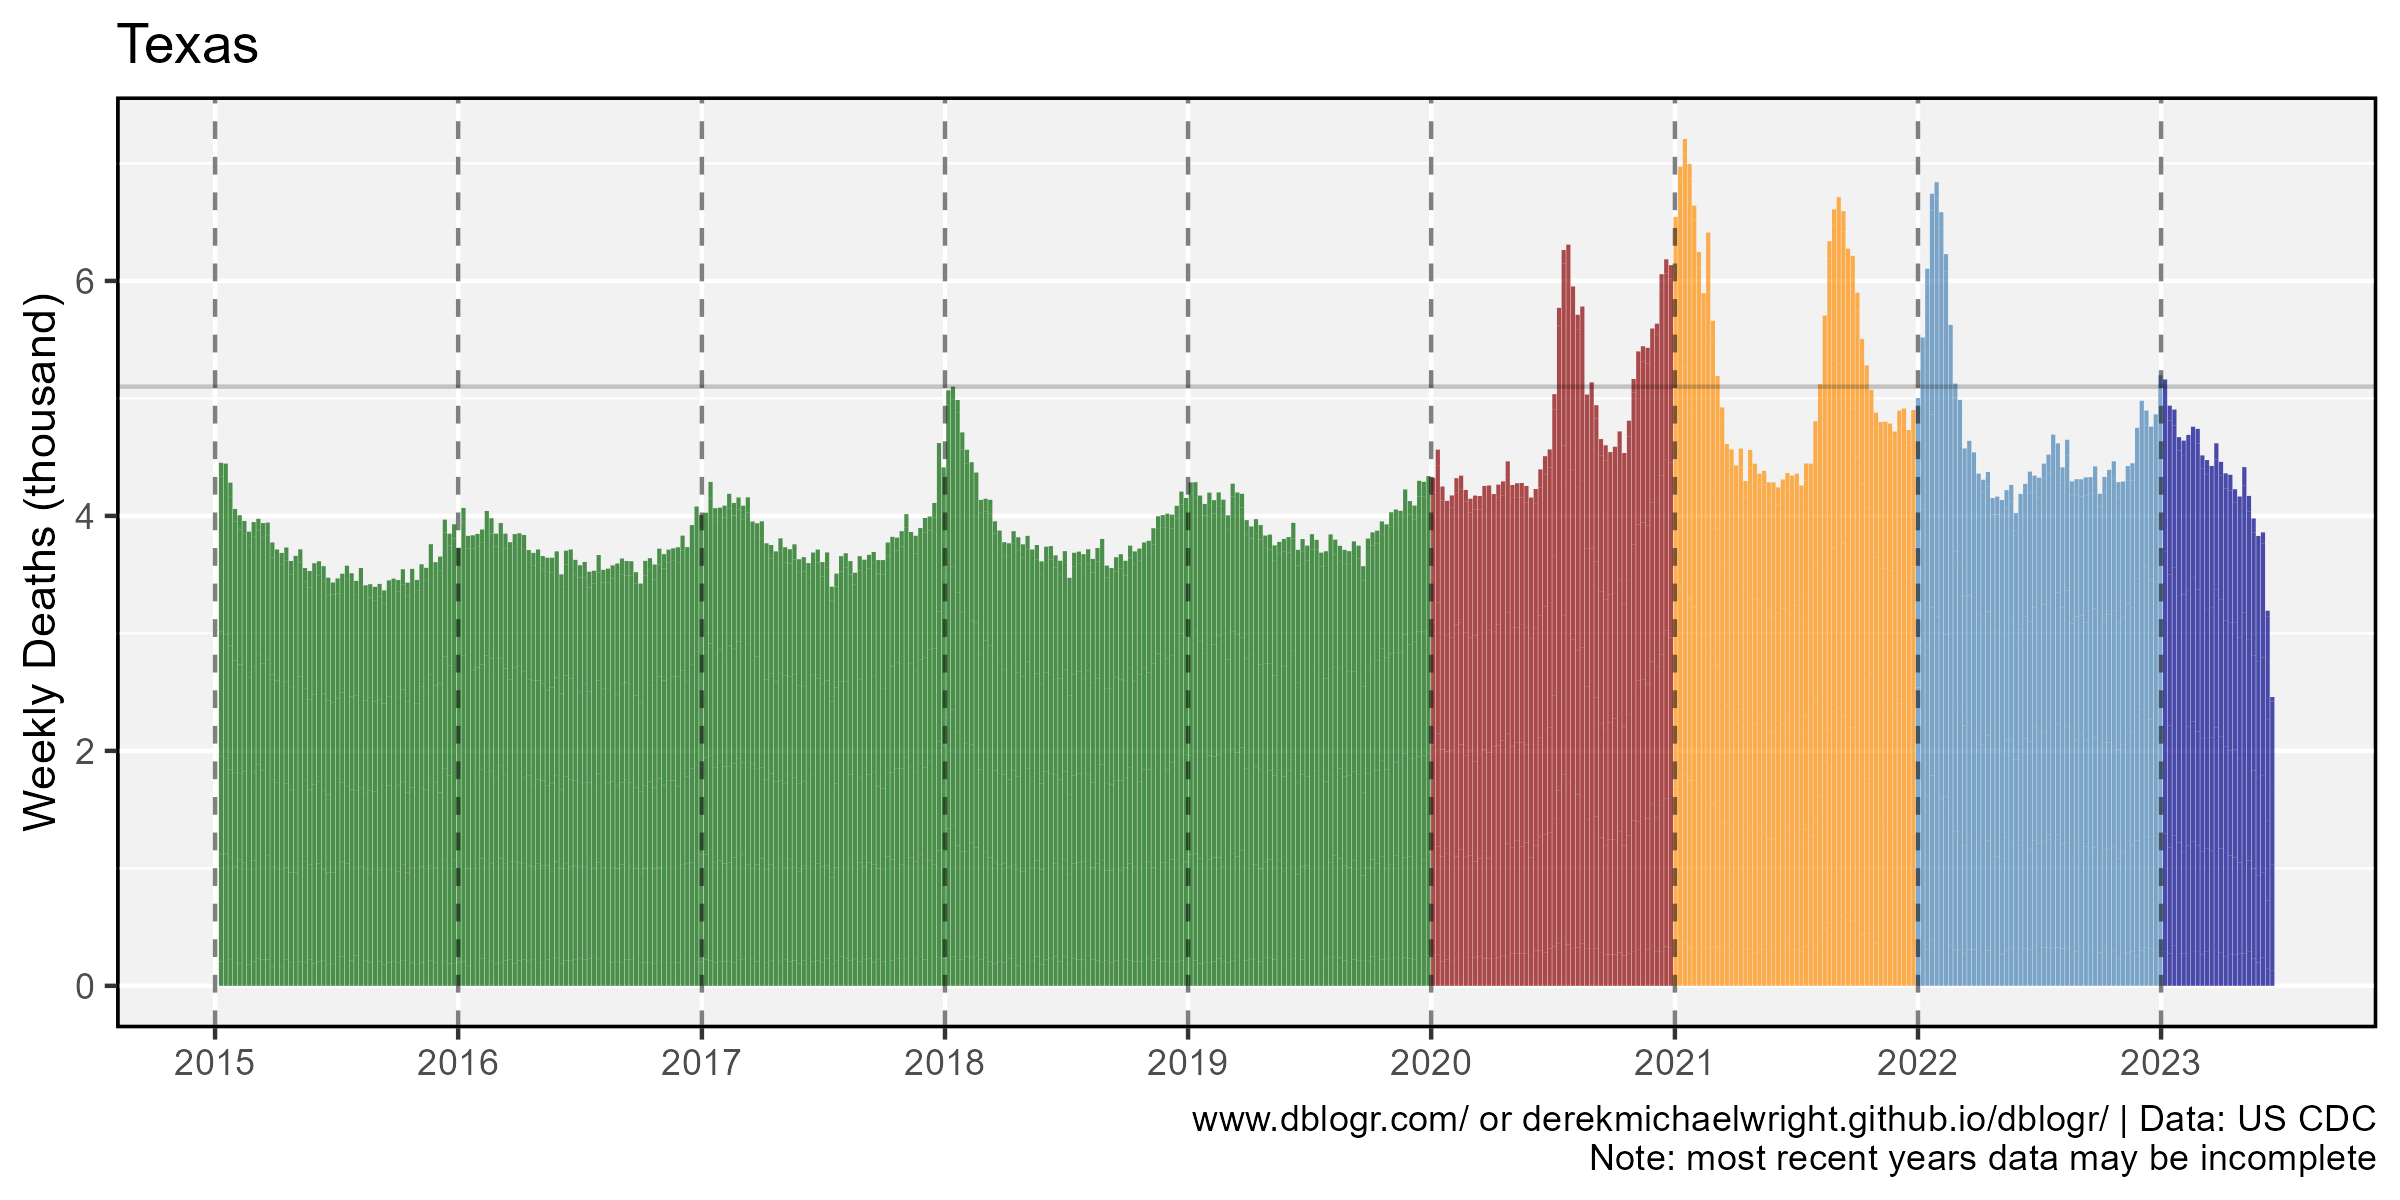 Texas
Weekly Deaths (thousand)
6
4
2
0
2015 2016 2017 2018 2019 2020 2021 2022 2023
www.dblogr.com/ or derekmichaelwright.github.io/dblogr/ | Data: US CDC
Note: most recent years data may be incomplete